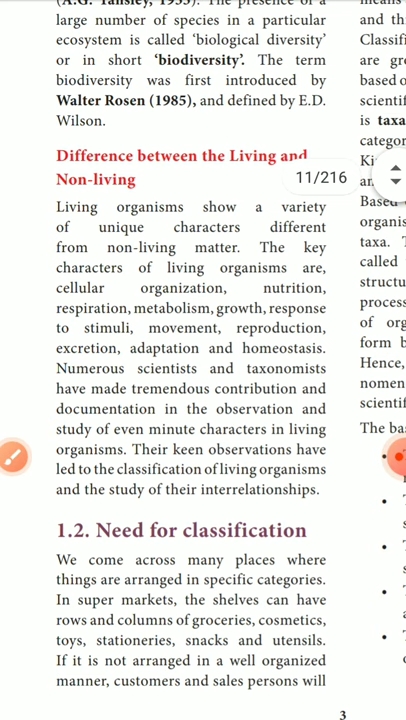 (A.G. Tansley, 1935). The presence of a
large number of species in a particular
ecosystem is called ‘biological diversity’
or in short ‘biodiversity’. The term
biodiversity was first introduced by
Walter Rosen (1985), and defined by E.D.
Wilson.
Difference between the Living and
Non-living
Living organisms show a variety
of unique characters different
from non-living matter. The key
characters of living organisms are,
cellular organization, nutrition,
respiration, metabolism, growth, response
to stimuli, movement, reproduction,
excretion, adaptation and homeostasis.
Numerous scientists and taxonomists
have made tremendous contribution and
documentation in the observation and
study of even minute characters in living
organisms. Their keen observations have
led to the classification of living organisms
and the study of their interrelationships.
1.2. Need for classification
We come across many places where
things are arranged in specific categories.
In super markets, the shelves can have
rows and columns of groceries, cosmetics,
toys, stationeries, snacks and utensils.
If it is not arranged in a well organized
manner, customers and sales persons will
3
11/216
and th
Classifi
are gr
based o
scientif
is taxa
categor
Ki
an
Based
organis
taxa.
called
structu
process
of org
form b
Hence,
nomen
scientif
The ba